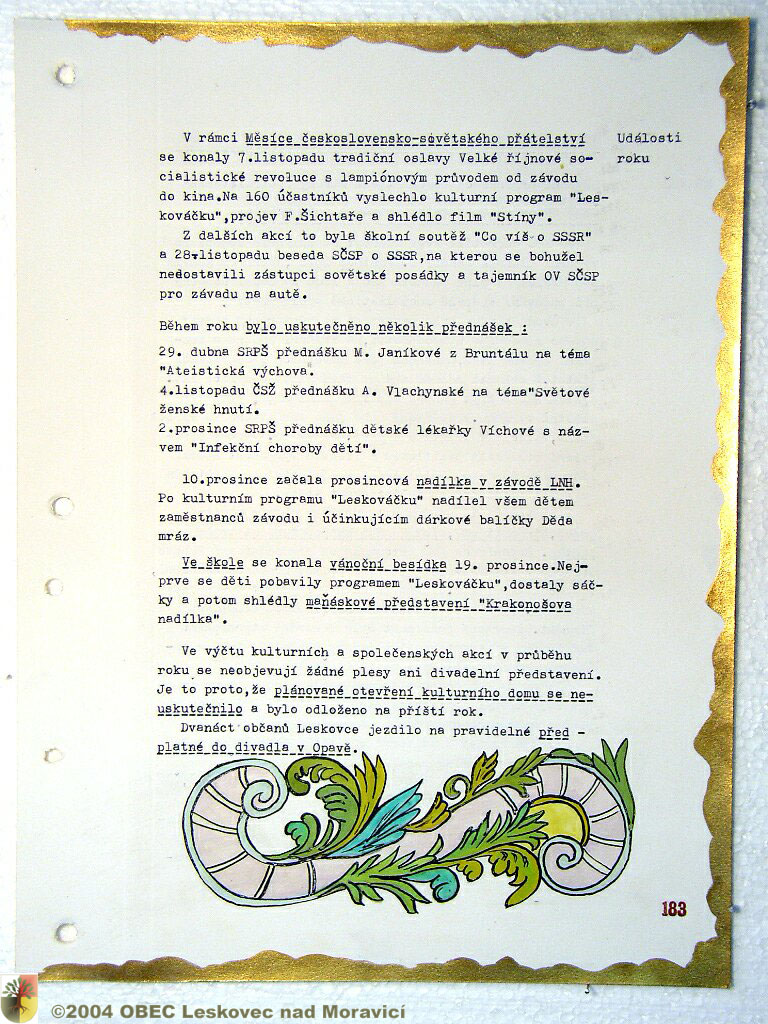 V rámci Měsíce československo-sovětského přátelství
Události
roku
se konaly 7.listopadu tradiční oslavy Velké říjnové so-
cialistické revoluce s lampiónovým průvodem od závodu
do kina.Na 160 účastníků vyslechlo kulturní program "Les-
kováčku",projev F.Šichtaře a shlédlo film "Stíny".
Z dalších akcí to byla školní soutěž "Co víš o SSSR"
a 28.listopadu beseda SČSP o SSSR,na kterou se bohužel
nedostavili zástupci sovětské posádky a tajemník OV SČSP
pro závadu na autě.
Během roku bylo uskutečněno několik přednášek :
29. dubna SRPŠ přednášku M. Janíkové z Bruntálu na téma
"Ateistická výchova.
4.listopadu ČSŽ přednášku A. Vlachynské na téma"Světové
ženské hnutí.
2.prosince SRPŠ přednášku dětské lékařky Víchové s náz-
vem "Infekční choroby dětí".
10.prosince začala prosincová nadílka v závodě LNH.
Po kulturním programu "Leskováčku" nadílel všem dětem
zaměstnanců závodu i účinkujícím dárkové balíčky Děda
mráz.
Ve škole se konala vánoční besídka 19. prosince.Nej-
prve se děti pobavily programem "Leskováčku",dostaly sáč-
ky a potom shlédly maňáskové představení "Krakonošova
nadílka".
Ve výčtu kulturních a společenských akcí v průběhu
roku se neobjevují žádné plesy ani divadelní představení.
Je to proto,že plánované otevření kulturního domu se ne-
uskutečnilo a bylo odloženo na příští rok.
Dvanáct občanů Leskovce jezdilo na pravidelné před -
platné do divadla v Opavě.
183
©2004 OBEC Leskovec nad Moravicí